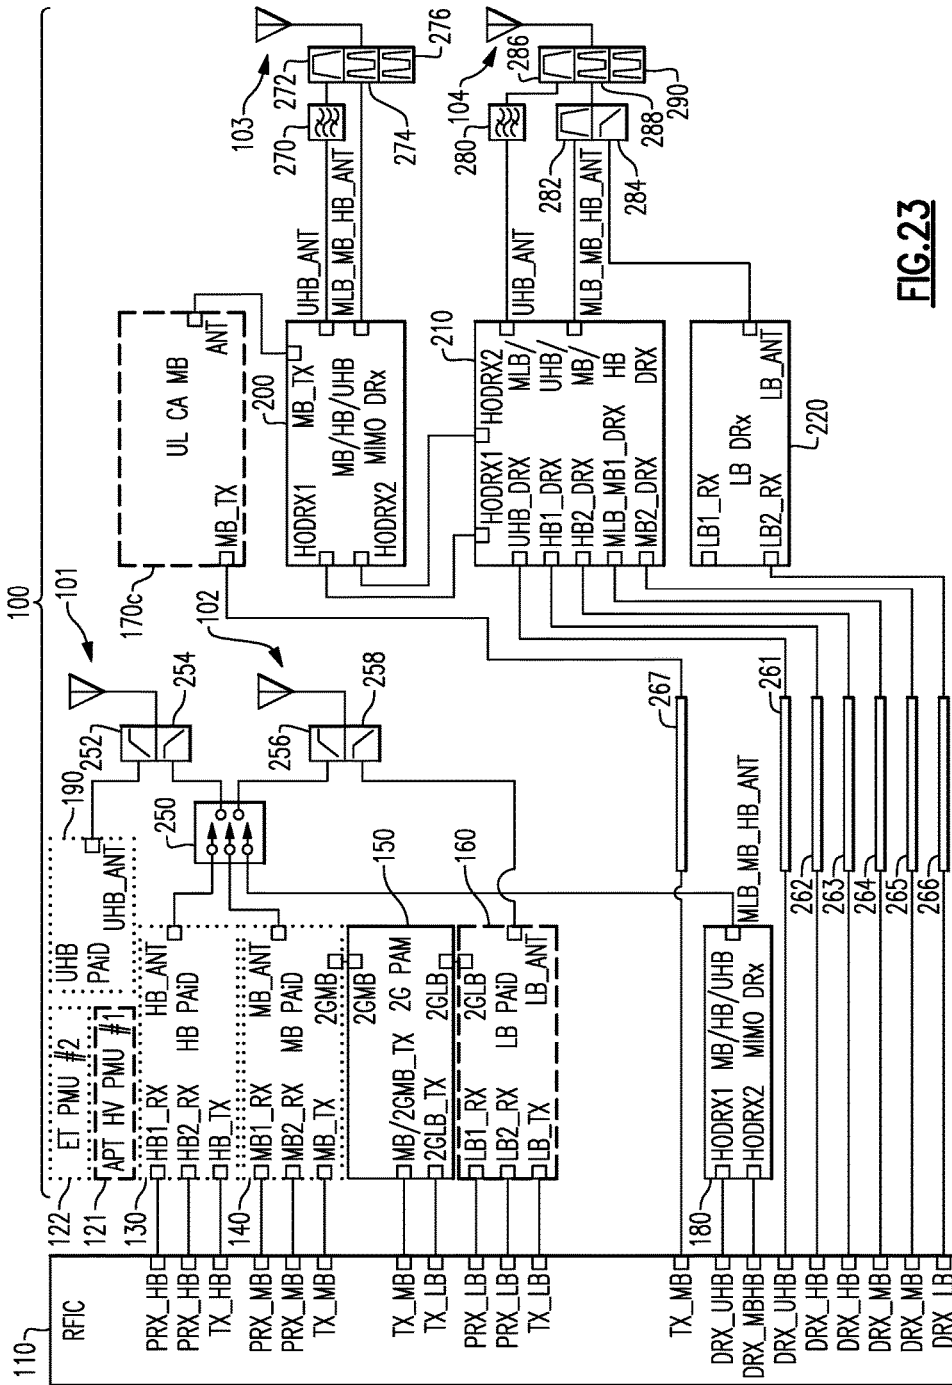 100
110
RFIC
PRX_HB
PRX_HB
TX_HB
PRX_MB
PRX_MB
TX_MB
TX_MB
TX_LB
PRX_LB
PRX_LB
TX_LB
TX_MB
DRX_UHB
DRX_MBHB
DRX_UHB
DRX_HB
DRX_HB
DRX_MB
DRX_MB
DRX_LB
122
ET PMU #2
121
APT HV PMU #1
190
UHB
PAiD
UHB_ANT
130
HB1_RX
HB2_RX
HB_TX
HB PAiD
HB_ANT
140
MB1_RX
MB2_RX
MB_TX
MB PAiD
MB_ANT
2GMB
150
2GMB
MB/2GMB_TX
2GLB_TX
2G PAM
2GLB
160
2GLB
LB1_RX
LB2_RX
LB_TX
LB PAiD
LB_ANT
180
HODRX1
HODRX2
MB/HB/UHB
MIMO DRx
MLB_MB_HB_ANT
250
252
254
101
256
258
102
267
261
262
263
264
265
266
170c
UL CA MB
MB_TX
ANT
200
MB_TX
HODRX1
HODRX2
MB/HB/UHB
MIMO DRx
UHB_ANT
MLB_MB_HB_ANT
270
272
274
276
103
210
HODRX1
HODRX2
UHB_DRX
HB1_DRX
HB2_DRX
MLB_MB1_DRX
MB2_DRX
MLB/
UHB/
MB/
HB
DRX
UHB_ANT
MLB_MB_HB_ANT
280
282
284
286
288
290
104
220
LB1_RX
LB2_RX
LB DRx
LB_ANT
FIG.23